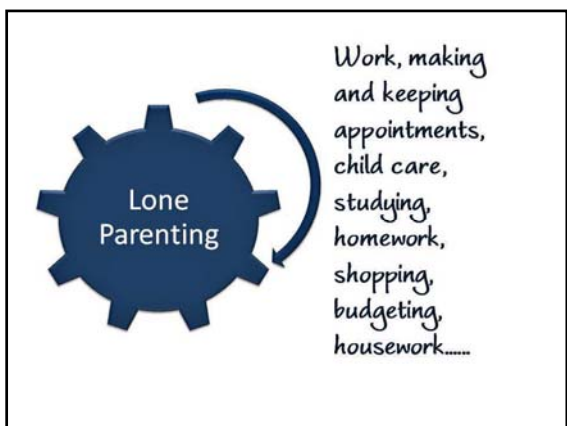 Lone
Parenting
Work, making
and keeping
appointments,
child care,
studying,
homework,
shopping,
budgeting,
housework......